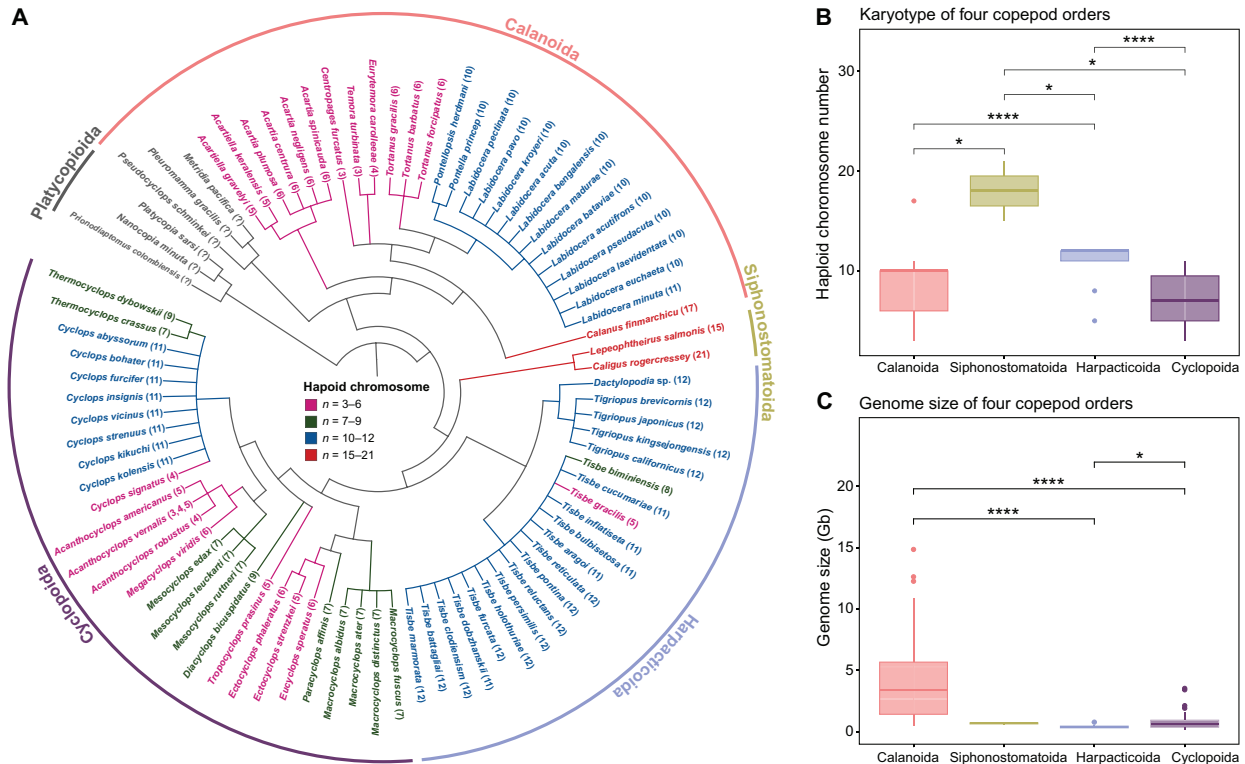 A
Platycopioida
Calanoida
Siphonostomatoida
Harpacticoida
Cyclopoida
Prionodiaptomus colombiensis (?)
Nanocopia minuta (?)
Platycopia sarsi (?)
Pseudocyclops schminkei (?)
Pleuromamma gracilis (?)
Metridia pacifica (?)
Acartiella gravelyi (5)
Acartiella keralensis (5)
Acartia plumosa (6)
Acartia centrura (6)
Acartia negligens (6)
Acartia spinicauda (6)
Centropages furcatus (3)
Temora turbinata (3)
Eurytemora carolleeae (4)
Tortanus gracilis (6)
Tortanus barbatus (6)
Tortanus forcipatus (6)
Pontellopsis herdmani (10)
Pontella princep (10)
Labidocera pectinata (10)
Labidocera pavo (10)
Labidocera kroyeri (10)
Labidocera acuta (10)
Labidocera bengalensis (10)
Labidocera madurae (10)
Labidocera bataviae (10)
Labidocera acutifrons (10)
Labidocera pseudacuta (10)
Labidocera laevidentata (10)
Labidocera euchaeta (10)
Labidocera minuta (11)
Calanus finmarchicu (17)
Lepeophtheirus salmonis (15)
Caligus rogercressey (21)
Dactylopodia sp. (12)
Tigriopus brevicornis (12)
Tigriopus japonicus (12)
Tigriopus kingsejongensis (12)
Tigriopus californicus (12)
Tisbe biminiensis (8)
Tisbe cucumariae (11)
Tisbe gracilis (5)
Tisbe inflatiseta (11)
Tisbe bulbisetosa (11)
Tisbe aragoi (11)
Tisbe reticulata (11)
Tisbe pontina (12)
Tisbe reluctans (12)
Tisbe persimilis (12)
Tisbe holothuriae (12)
Tisbe furcata (12)
Tisbe dobzhanskii (11)
Tisbe clodiensism (12)
Tisbe battagliai (12)
Tisbe marmorata (12)
Macrocyclops fuscus (7)
Macrocyclops distinctus (7)
Macrocyclops ater (7)
Macrocyclops albidus (7)
Paracyclops affinis (7)
Eucyclops speratus (6)
Ectocyclops strenzkei (5)
Ectocyclops phaleratus (6)
Tropocyclops prasinus (5)
Diacyclops bicuspidatus (9)
Mesocyclops ruttneri (7)
Mesocyclops leuckarti (7)
Mesocyclops edax (7)
Megacyclops viridis (6)
Acanthocyclops robustus (4)
Acanthocyclops vernalis (3,4,5)
Acanthocyclops americanus (5)
Cyclops signatus (4)
Cyclops kolensis (11)
Cyclops kikuchi (11)
Cyclops strenuus (11)
Cyclops vicinus (11)
Cyclops insignis (11)
Cyclops furcifer (11)
Cyclops bohater (11)
Cyclops abyssorum (11)
Thermocyclops crassus (7)
Thermocyclops dybowskii (9)
Hapoid chromosome
n = 3–6
n = 7–9
n = 10–12
n = 15–21
B Karyotype of four copepod orders
Haploid choromosome number
30
20
10
****
*
*
****
*
Calanoida Siphonostomatoida Harpacticoida Cyclopoida
C Genome size of four copepod orders
Genome size (Gb)
20
15
10
5
0
*
****
****
Calanoida Siphonostomatoida Harpacticoida Cyclopoida